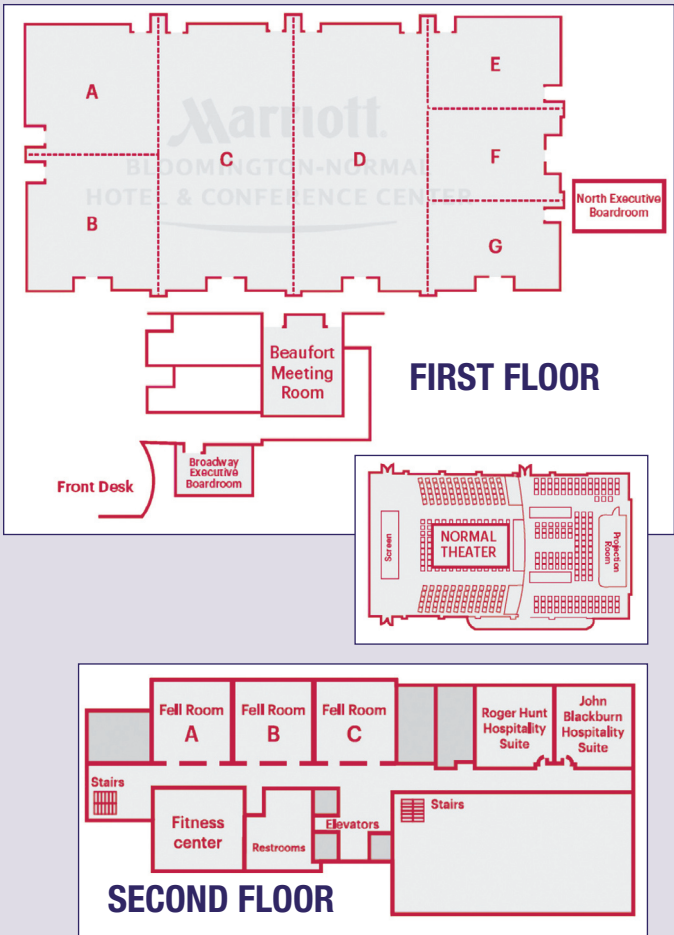 A
E
Marriott
C
D
BLOOMINGTON-NORMAL
F
HOTEL & CONFERENCE CENTER
B
North Executive
Boardroom
G
Beaufort
Meeting
Room
FIRST FLOOR
Broadway
Executive
Boardroom
Front Desk
Screen
NORMAL
THEATER
Projection
Room
Fell Room
A
Fell Room
B
Fell Room
C
Roger Hunt
Hospitality
Suite
John
Blackburn
Hospitality
Suite
Stairs
Fitness
center
Restrooms
Elevators
Stairs
SECOND FLOOR